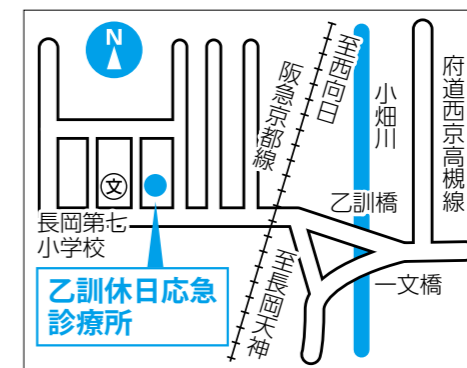 N
至西向日
阪急京都線
小畑川
府道西京高槻線
文
乙訓橋
長岡第七
小学校
至長岡天神
一文橋
乙訓休日応急
診療所